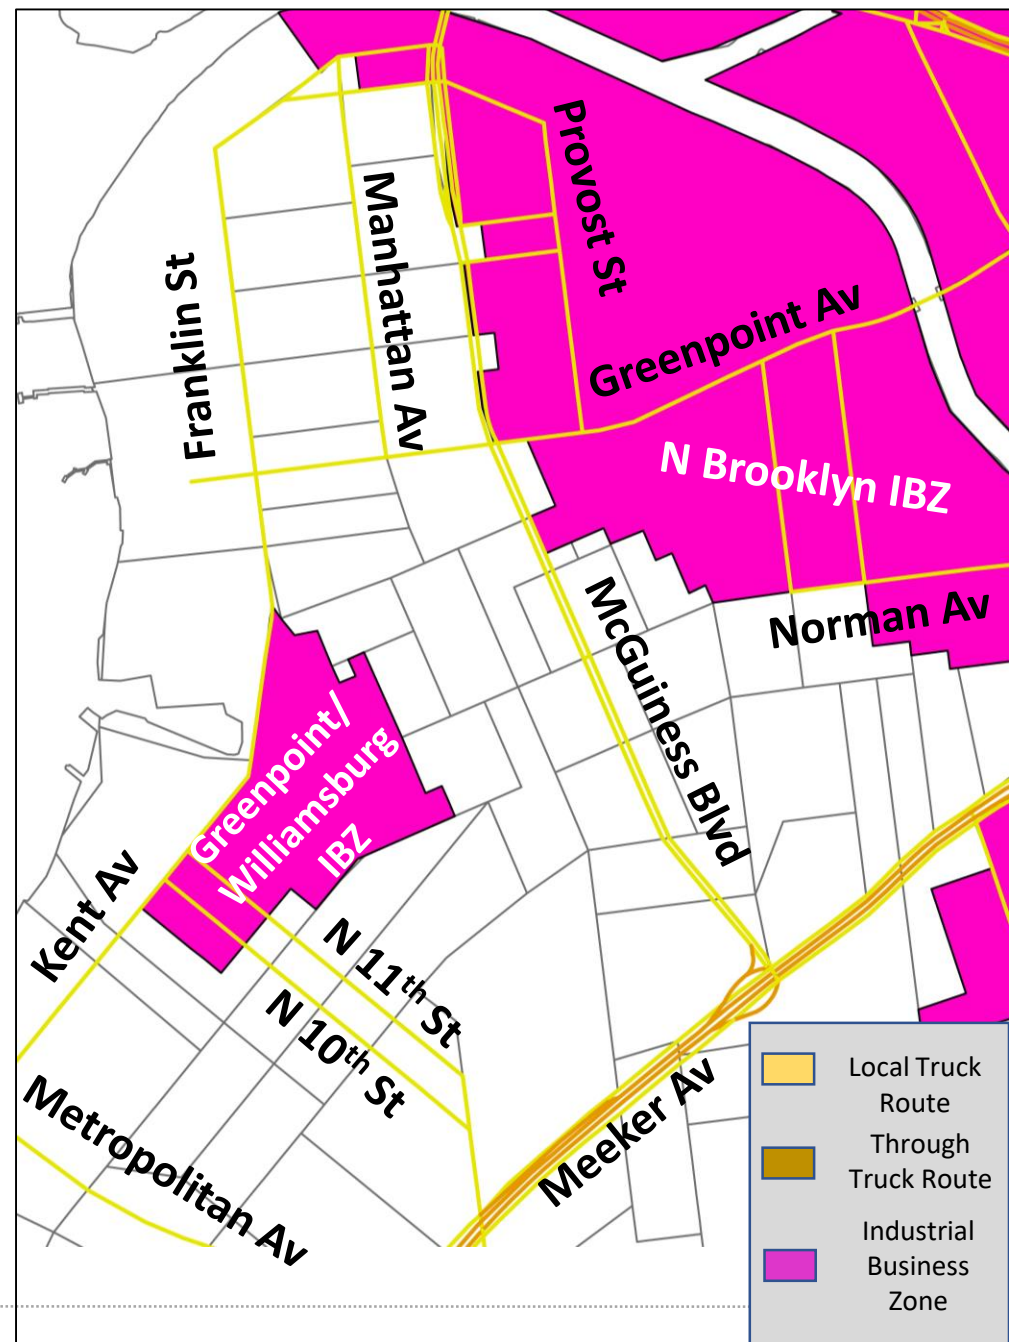 Provost St
Manhattan Av
Franklin St
Greenpoint Av
N Brooklyn IBZ
Norman Av
McGuiness Blvd
Greenpoint/
Williamsburg
IBZ
Kent Av
N 11th St
N 10th St
Meeker Av
Metropolitan Av
Local Truck
Route
Through
Truck Route
Industrial
Business
Zone